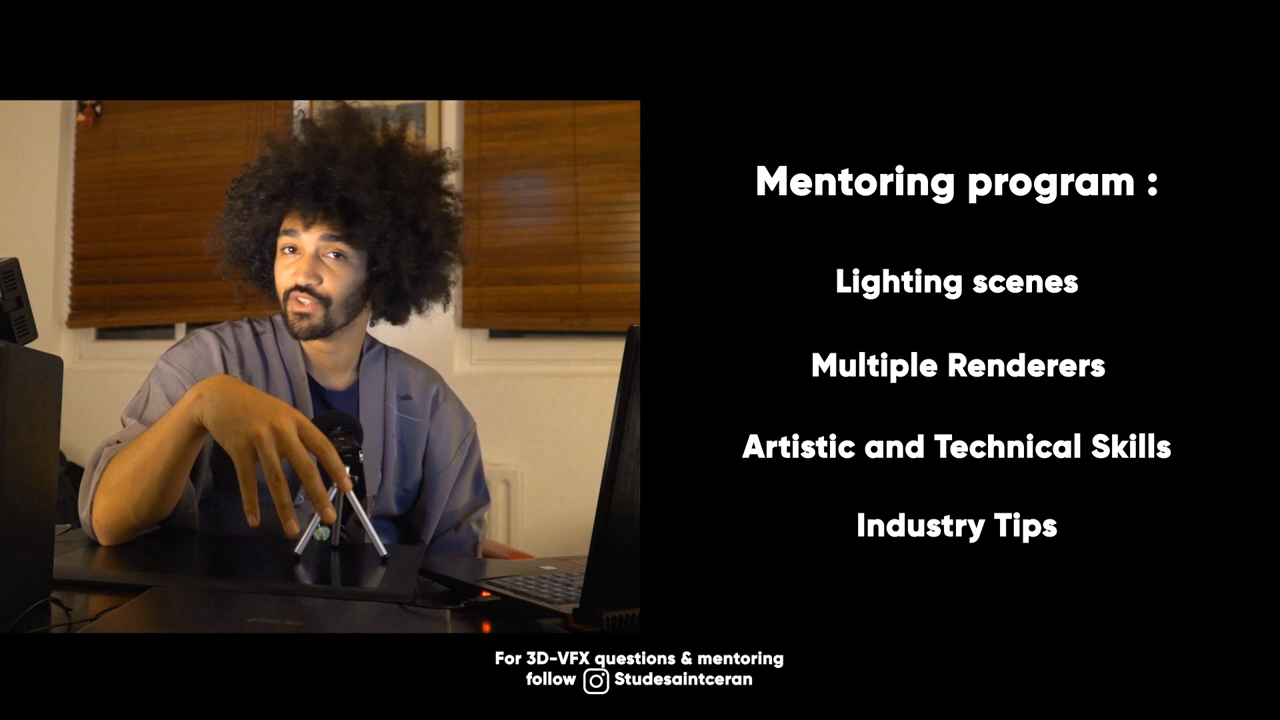 Mentoring program :
Lighting scenes
Multiple Renderers
Artistic and Technical Skills
Industry Tips
For 3D-VFX questions & mentoring
follow Studesaintceran